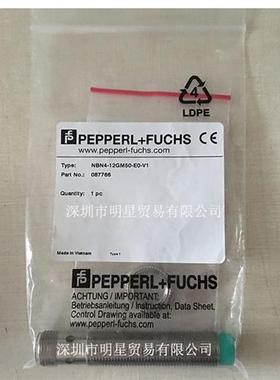 4
LDPE
PEPPERL+FUCHS CE
www.pepperl-fuchs.com
Type: NBN4-12GM50-E0-V1
Part No.: 087766
Quantity: 1 pc
深圳市明星贸易有限公司
Made in Vietnam Type 1
PEPPERL+FUCHS
ACHTUNG / IMPORTANT
Betriebsanleitung / Instruction, Data Sheet,
Control Drawing available at:
www.pepperl-fuchs.com
深圳市明星贸易有限公司